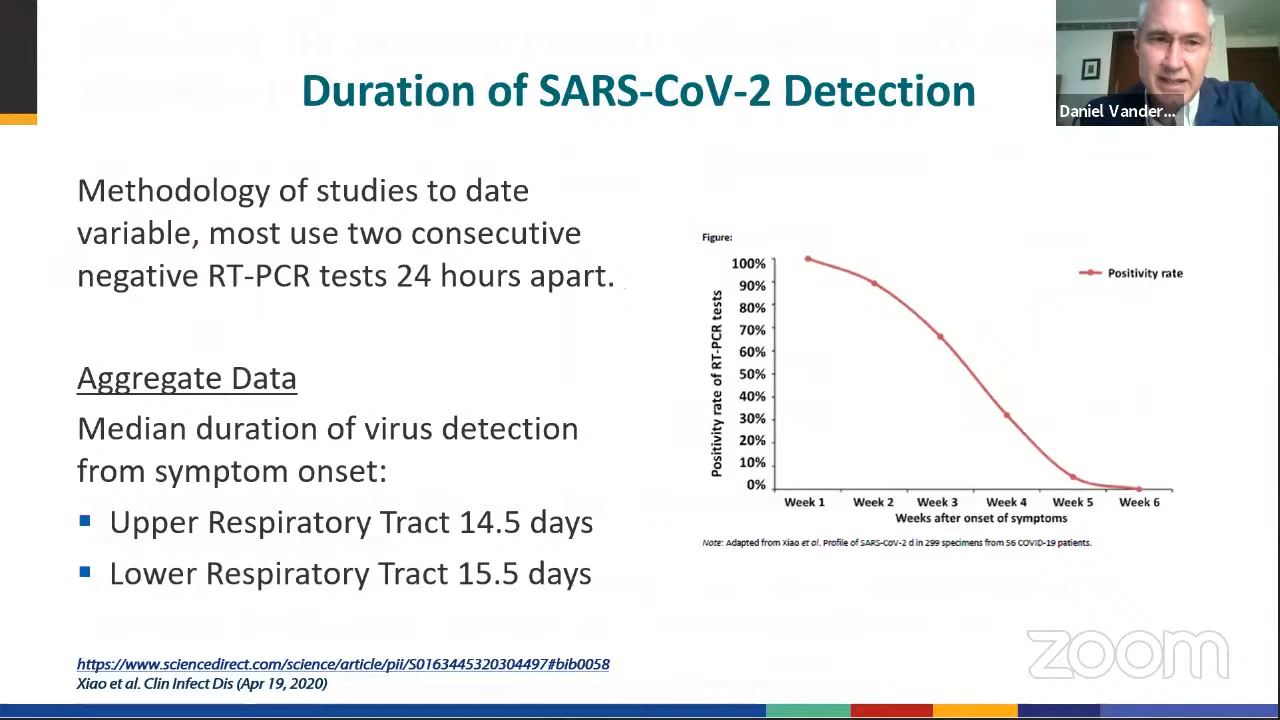 Duration of SARS-CoV-2 Detection
Daniel Vander...
Methodology of studies to date
variable, most use two consecutive
negative RT-PCR tests 24 hours apart.
Aggregate Data
Median duration of virus detection
from symptom onset:
Upper Respiratory Tract 14.5 days
Lower Respiratory Tract 15.5 days
https://www.sciencedirect.com/science/article/pii/S0163445320304497#bib0058
Xiao et al. Clin Infect Dis (Apr 19, 2020)
Figure:
Positivity rate
Positivity rate of RT-PCR tests
100%
90%
80%
70%
60%
50%
40%
30%
20%
10%
0%
Week 1 Week 2 Week 3 Week 4 Week 5 Week 6
Weeks after onset of symptoms
Note: Adapted from Xiao et al. Profile of SARS-CoV-2 d in 299 specimens from 56 COVID-19 patients.
zoom